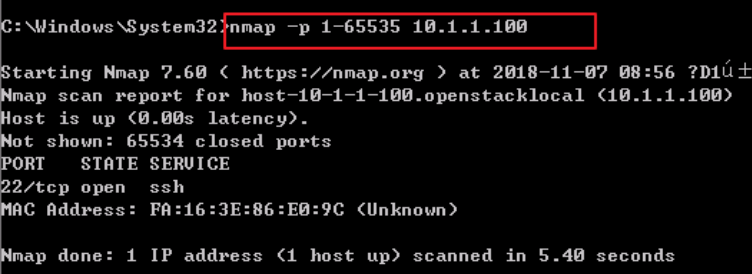 C:\Windows\System32>nmap -p 1-65535 10.1.1.100
Starting Nmap 7.60 ( https://nmap.org ) at 2018-11-07 08:56 ?D1ú±
Nmap scan report for host-10-1-1-100.openstacklocal (10.1.1.100)
Host is up (0.00s latency).
Not shown: 65534 closed ports
PORT   STATE SERVICE
22/tcp open  ssh
MAC Address: FA:16:3E:86:E0:9C (Unknown)
Nmap done: 1 IP address (1 host up) scanned in 5.40 seconds